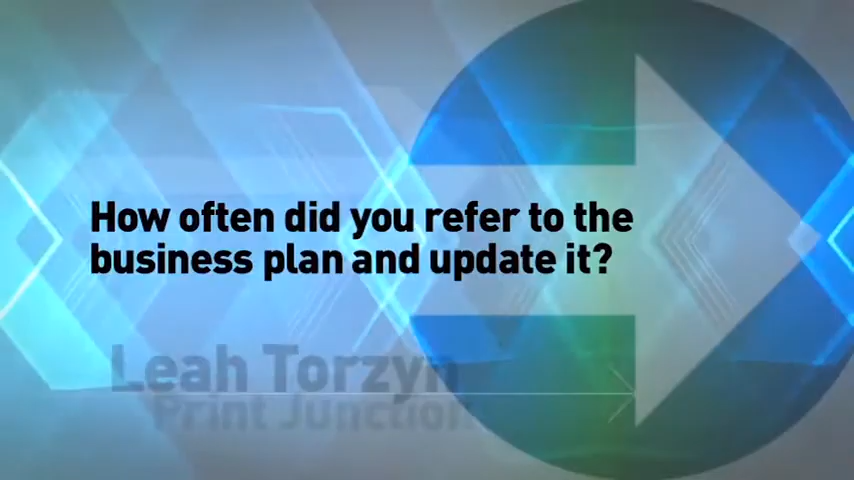 How often did you refer to the
business plan and update it?
Leah Torzyn
Print Junction